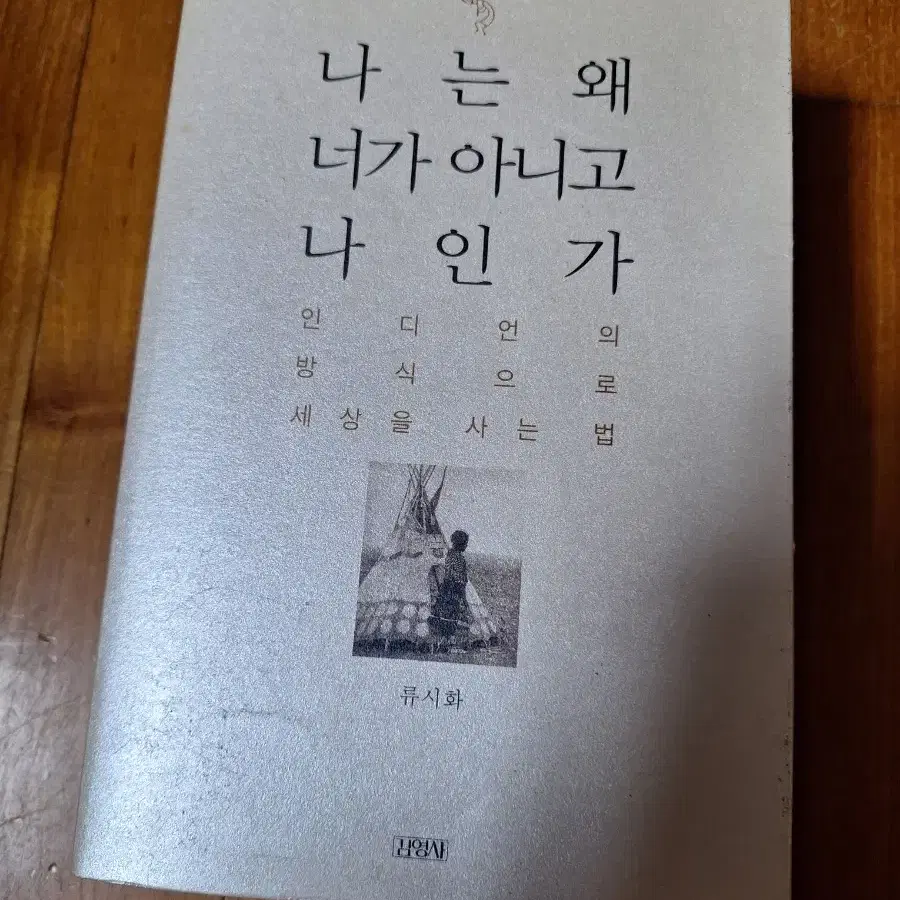 나는 왜
너가 아니고
나인가
인디언의
방식으로
세상을 사는 법
류시화
김영사